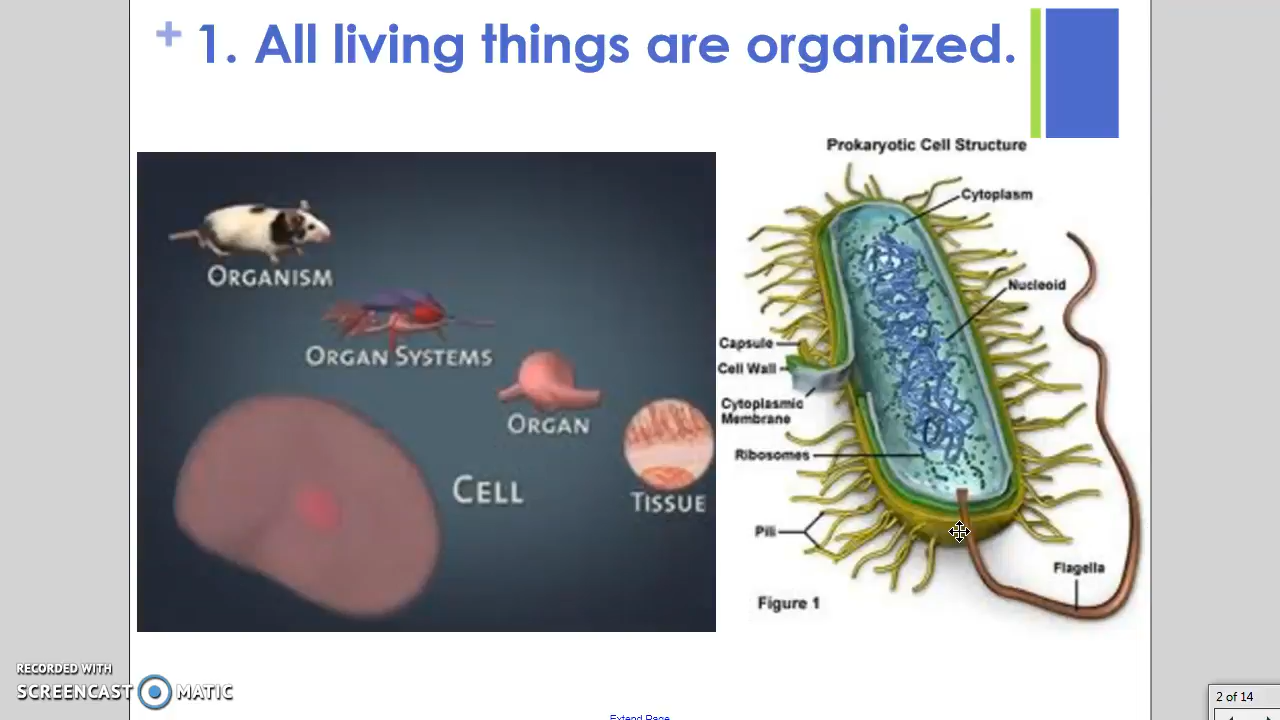 + 1. All living things are organized.
ORGANISM
ORGAN SYSTEMS
ORGAN
TISSUE
CELL
Prokaryotic Cell Structure
Cytoplasm
Nucleoid
Capsule
Cell Wall
Cytoplasmic
Membrane
Ribosomes
Pili
Flagella
Figure 1
RECORDED WITH
SCREENCAST MATIC
Extend Page
2 of 14